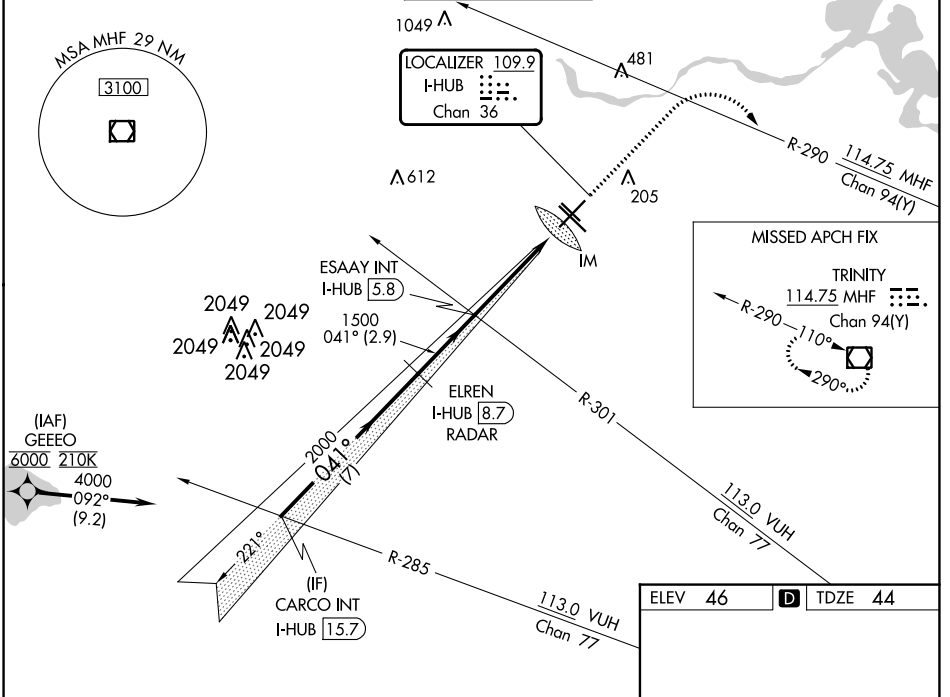 MSA MHF 29 NM
3100
1049
LOCALIZER 109.9
I-HUB
Chan 36
481
612
205
R-290
114.75 MHF
Chan 94(Y)
IM
MISSED APCH FIX
TRINITY
114.75 MHF
Chan 94(Y)
R-290
110°
290°
ESAAY INT
I-HUB 5.8
1500
041° (2.9)
2049
2049
2049
2049
2049
ELREN
I-HUB 8.7
RADAR
R-301
113.0 VUH
Chan 77
(IAF)
GEEEO
6000 210K
4000
092°
(9.2)
2000
041°
(7)
221°
(IF)
CARCO INT
I-HUB 15.7
R-285
113.0 VUH
Chan 77
ELEV 46 D TDZE 44